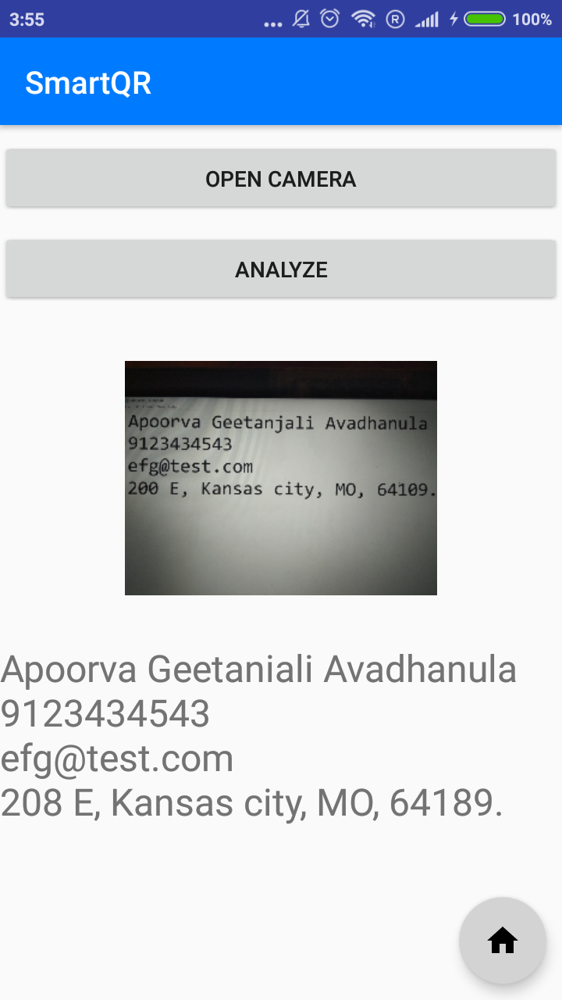 3:55
100%
SmartQR
OPEN CAMERA
ANALYZE
Apoorva Geetanjali Avadhanula
9123434543
efg@test.com
200 E, Kansas city, MO, 64109.
Apoorva Geetaniali Avadhanula
9123434543
efg@test.com
208 E, Kansas city, MO, 64189.